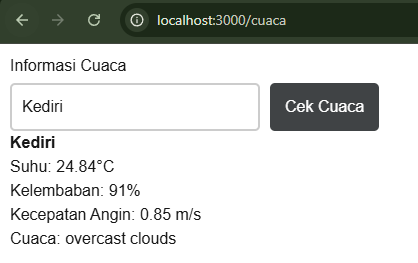 localhost:3000/cuaca
Informasi Cuaca
Kediri
Cek Cuaca
Kediri
Suhu: 24.84°C
Kelembaban: 91%
Kecepatan Angin: 0.85 m/s
Cuaca: overcast clouds